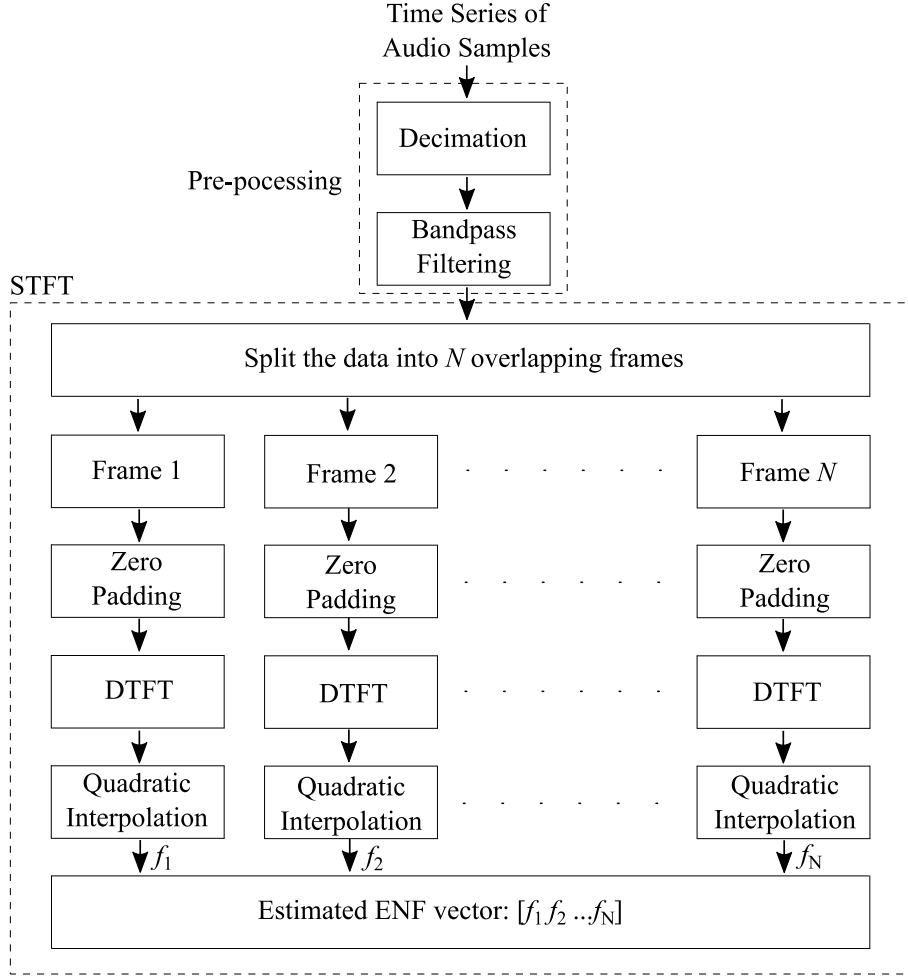 Time Series of
Audio Samples
Decimation
Pre-pocessing
Bandpass
Filtering
STFT
Split the data into N overlapping frames
Frame 1
Frame 2
Frame N
Zero
Padding
Zero
Padding
Zero
Padding
DTFT
DTFT
DTFT
Quadratic
Interpolation
Quadratic
Interpolation
Quadratic
Interpolation
f1
f2
fN
Estimated ENF vector: [f1 f2 ...fN]